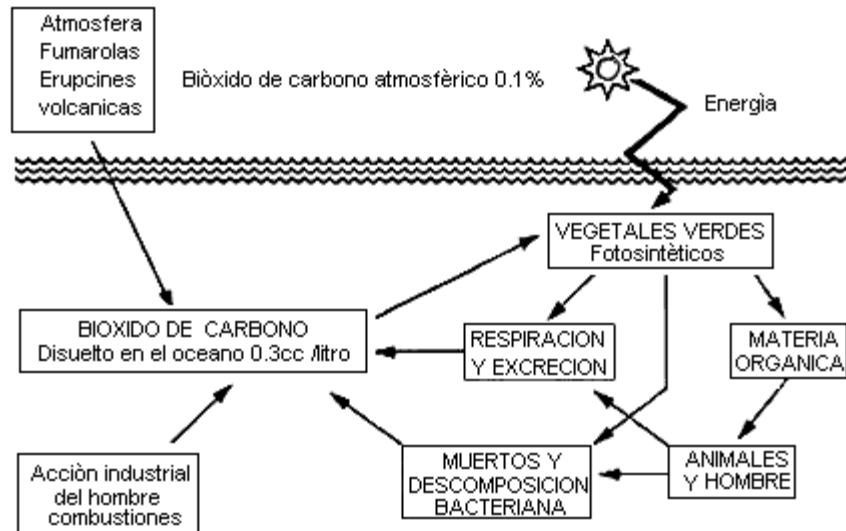 Atmosfera
Fumarolas
Erupcines
volcanicas
Biòxido de carbono atmosfèrico 0.1%
Energìa
VEGETALES VERDES
Fotosintèticos
BIOXIDO DE CARBONO
Disuelto en el oceano 0.3cc /litro
RESPIRACION
Y EXCRECION
MATERIA
ORGANICA
Acciòn industrial
del hombre
combustiones
MUERTOS Y
DESCOMPOSICION
BACTERIANA
ANIMALES
Y HOMBRE